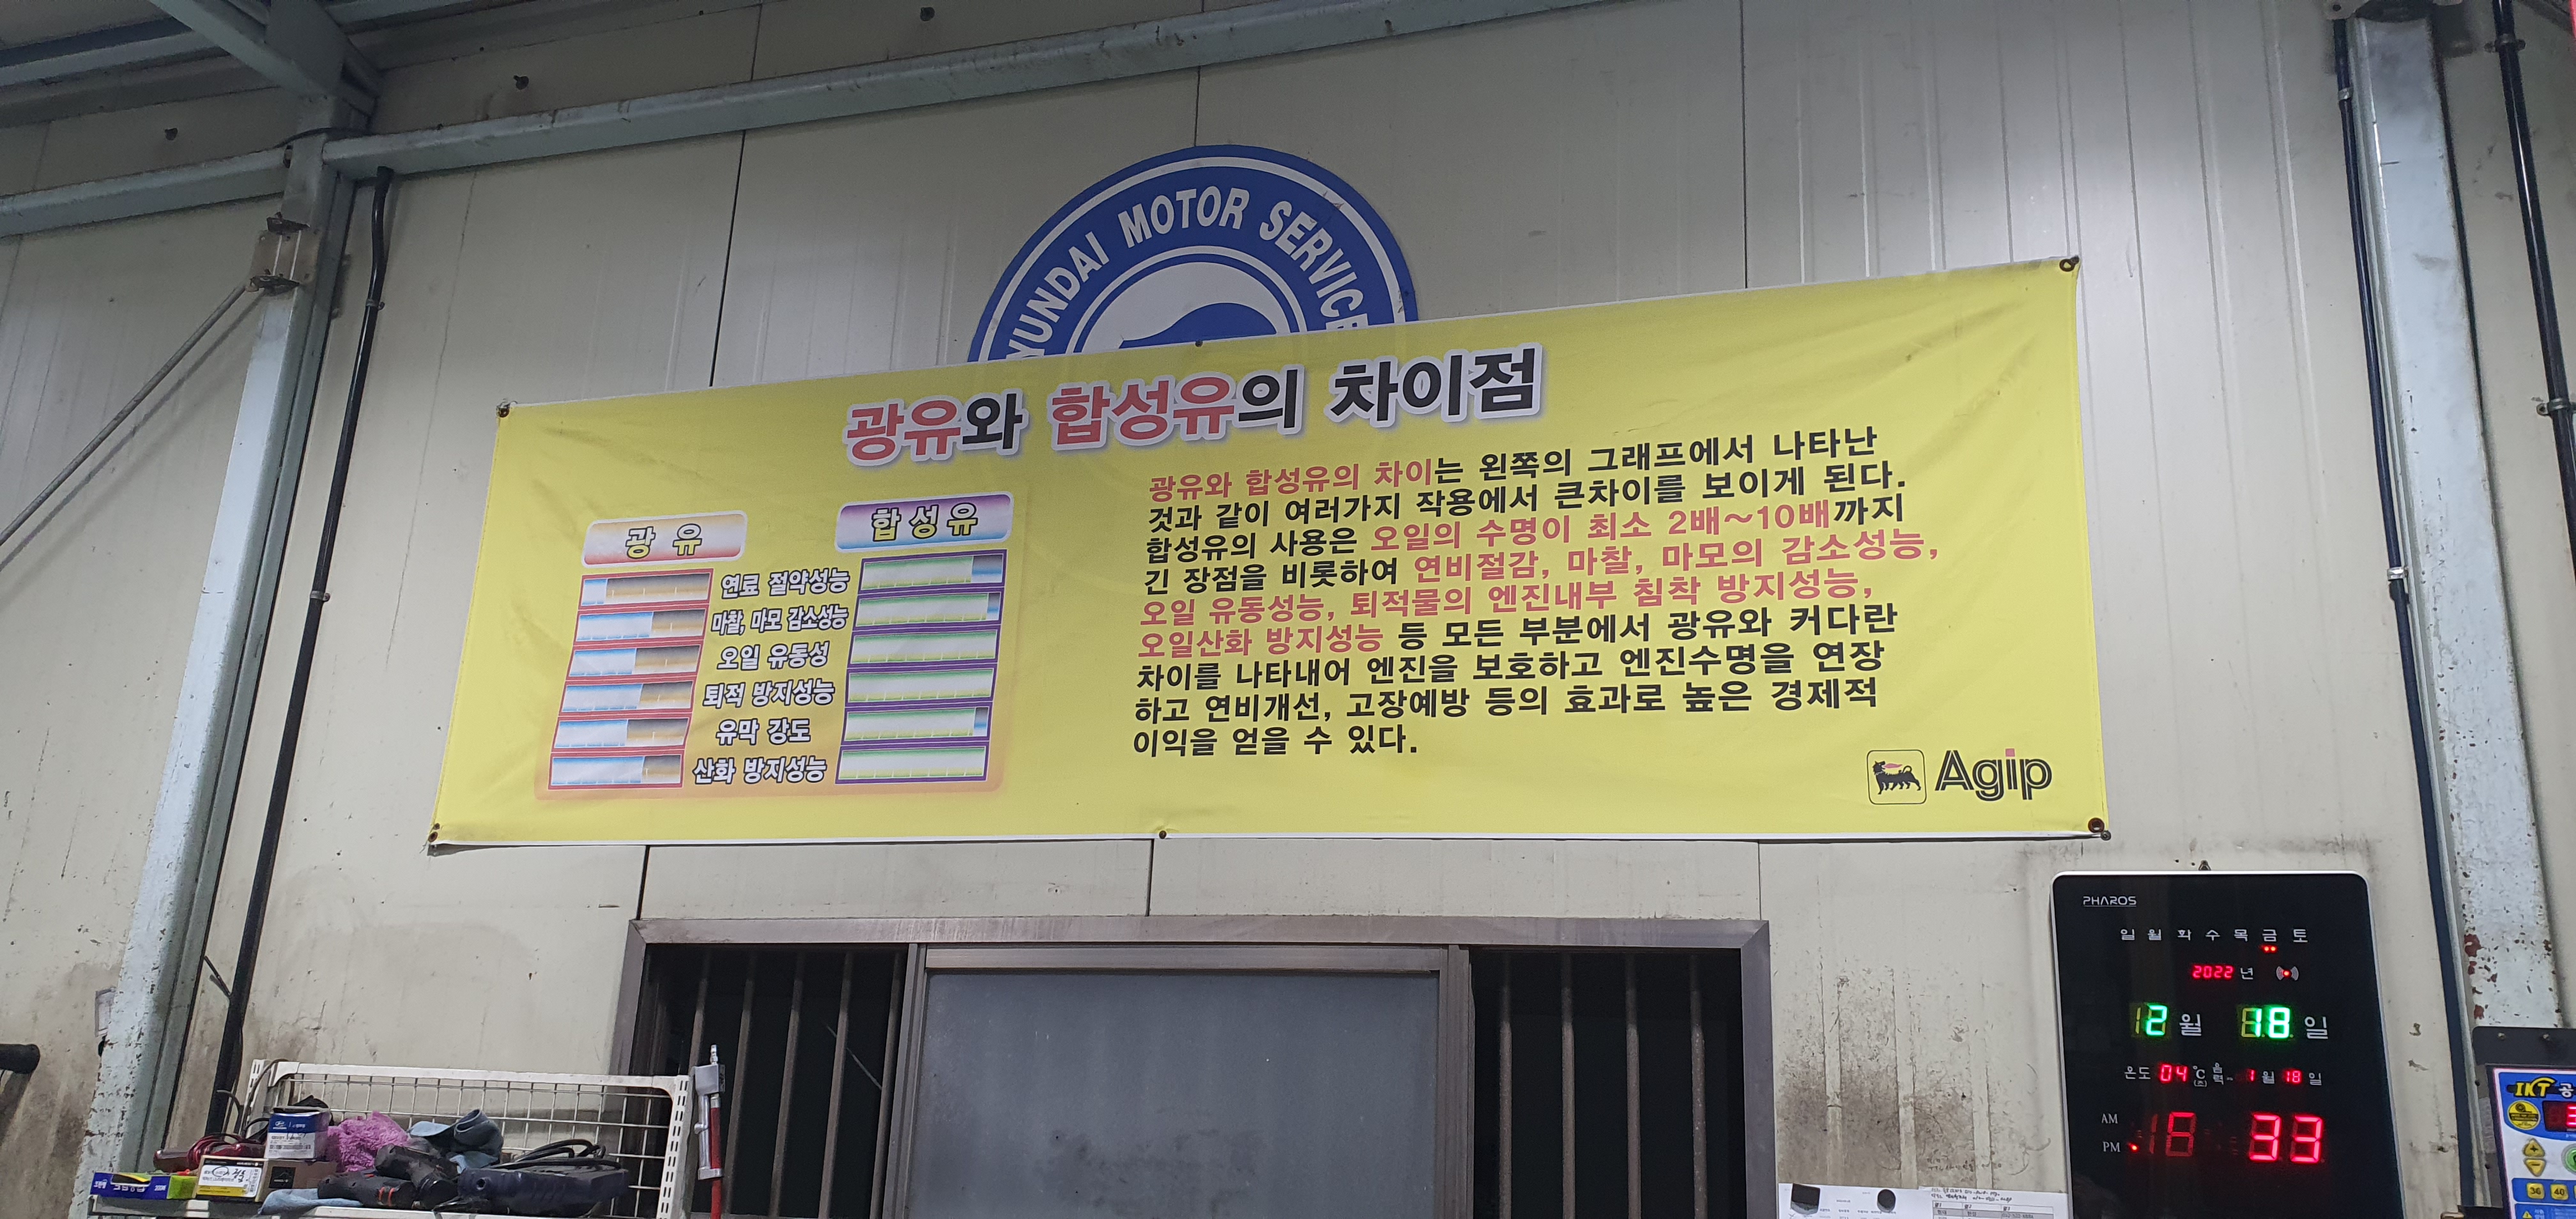 YUNDAI MOTOR SERVICE
광유와 합성유의 차이점
광유
합성유
연료 절약성능
마찰, 마모 감소성능
오일 유동성
퇴적 방지성능
유막 강도
산화 방지성능
광유와 합성유의 차이는 왼쪽의 그래프에서 나타난
것과 같이 여러가지 작용에서 큰차이를 보이게 된다.
합성유의 사용은 오일의 수명이 최소 2배~10배까지
긴 장점을 비롯하여 연비절감, 마찰, 마모의 감소성능,
오일 유동성능, 퇴적물의 엔진내부 침착 방지성능,
오일산화 방지성능 등 모든 부분에서 광유와 커다란
차이를 나타내어 엔진을 보호하고 엔진수명을 연장
하고 연비개선, 고장예방 등의 효과로 높은 경제적
이익을 얻을 수 있다.
Agip
PHAROS
일 월 화 수 목 금 토
2022 년
2 월 18 일
온도 04 ℃ 음력 1 월 18 일
AM
PM
6 33
IKT 공
36 40